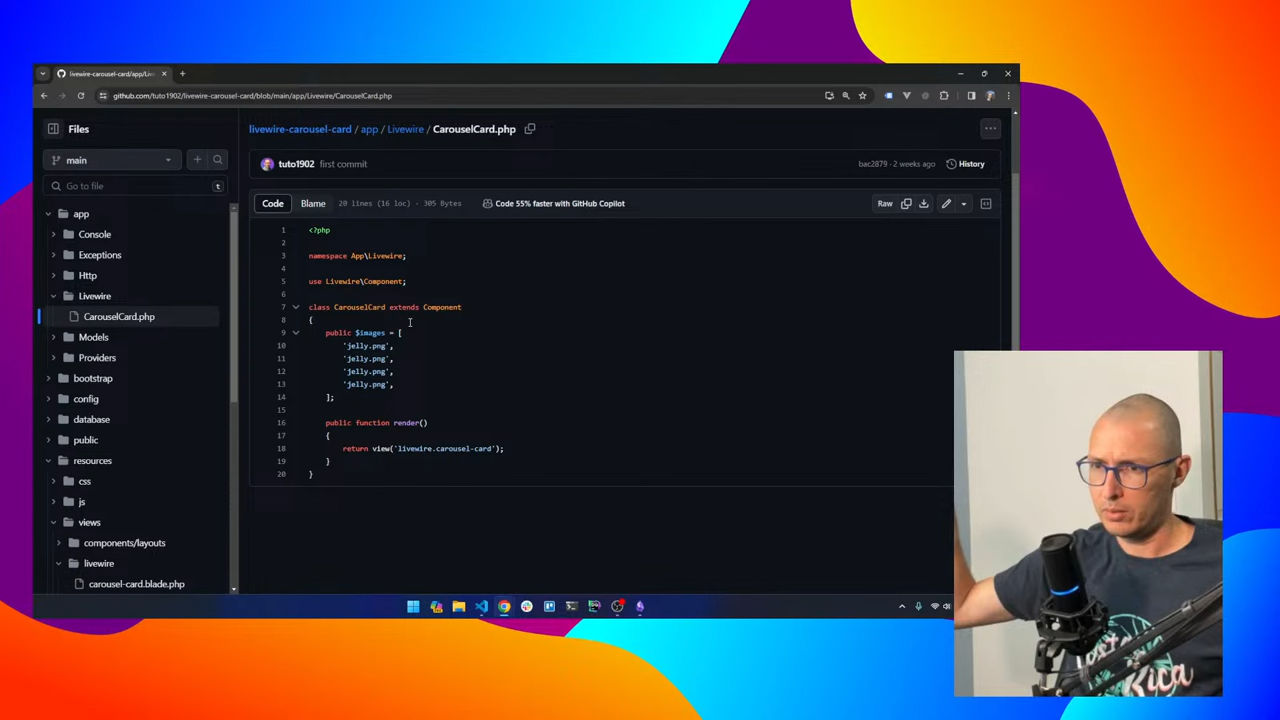 livewire-carousel-card/app/Liv
github.com/tuto1902/livewire-carousel-card/blob/main/app/Livewire/CarouselCard.php
Files
livewire-carousel-card / app / Livewire / CarouselCard.php
main
tuto1902 first commit
bac2879 · 2 weeks ago
History
Go to file
t
Code
Blame
20 lines (16 loc) · 305 Bytes
Code 55% faster with GitHub Copilot
Raw
app
Console
Exceptions
Http
Livewire
CarouselCard.php
Models
Providers
bootstrap
config
database
public
resources
css
js
views
components/layouts
livewire
carousel-card.blade.php
1 <?php
2
3 namespace App\Livewire;
4
5 use Livewire\Component;
6
7 class CarouselCard extends Component
8 {
9 public $images = [
10 'jelly.png',
11 'jelly.png',
12 'jelly.png',
13 'jelly.png',
14 ];
15
16 public function render()
17 {
18 return view('livewire.carousel-card');
19 }
20 }